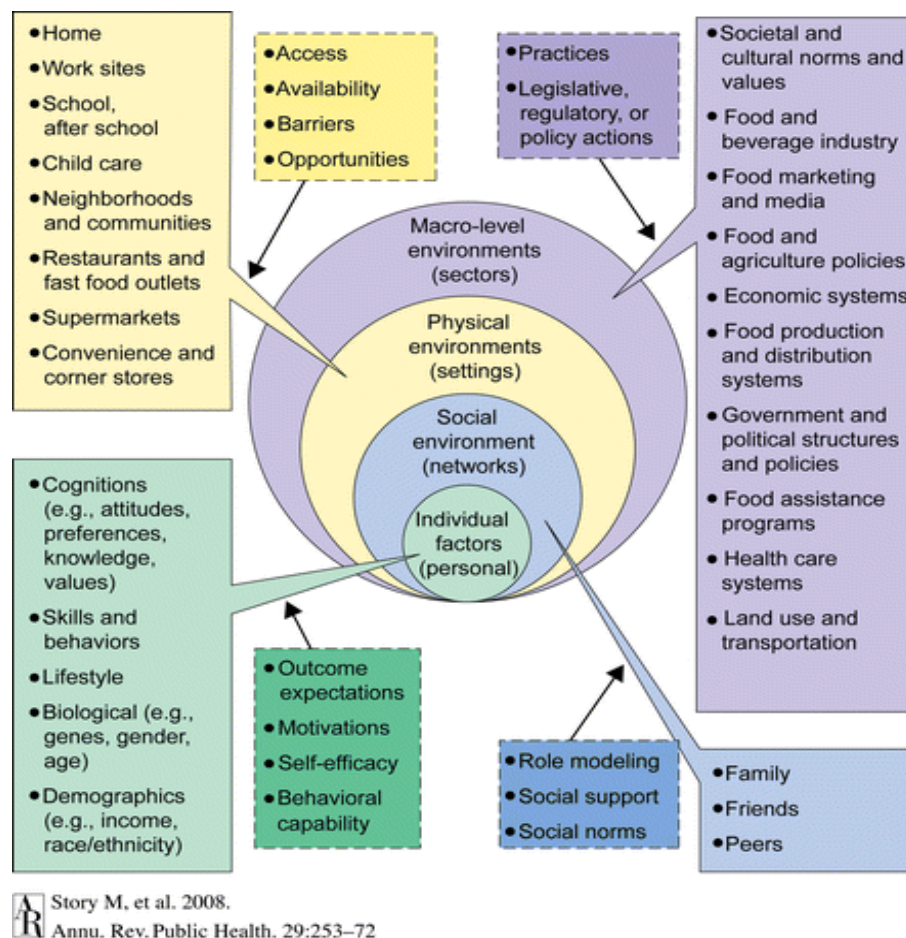 •Home
•Work sites
•School,
after school
•Child care
•Neighborhoods
and communities
•Restaurants and
fast food outlets
•Supermarkets
•Convenience and
corner stores
•Access
•Availability
•Barriers
•Opportunities
•Practices
•Legislative,
regulatory, or
policy actions
•Societal and
cultural norms and
values
•Food and
beverage industry
•Food marketing
and media
•Food and
agriculture policies
•Economic systems
•Food production
and distribution
systems
•Government and
political structures
and policies
•Food assistance
programs
•Health care
systems
•Land use and
transportation
Macro-level
environments
(sectors)
Physical
environments
(settings)
Social
environment
(networks)
Individual
factors
(personal)
•Cognitions
(e.g., attitudes,
preferences,
knowledge,
values)
•Skills and
behaviors
•Lifestyle
•Biological (e.g.,
genes, gender,
age)
•Demographics
(e.g., income,
race/ethnicity)
•Outcome
expectations
•Motivations
•Self-efficacy
•Behavioral
capability
•Role modeling
•Social support
•Social norms
•Family
•Friends
•Peers
AR Story M, et al. 2008.
Annu. Rev. Public Health. 29:253–72